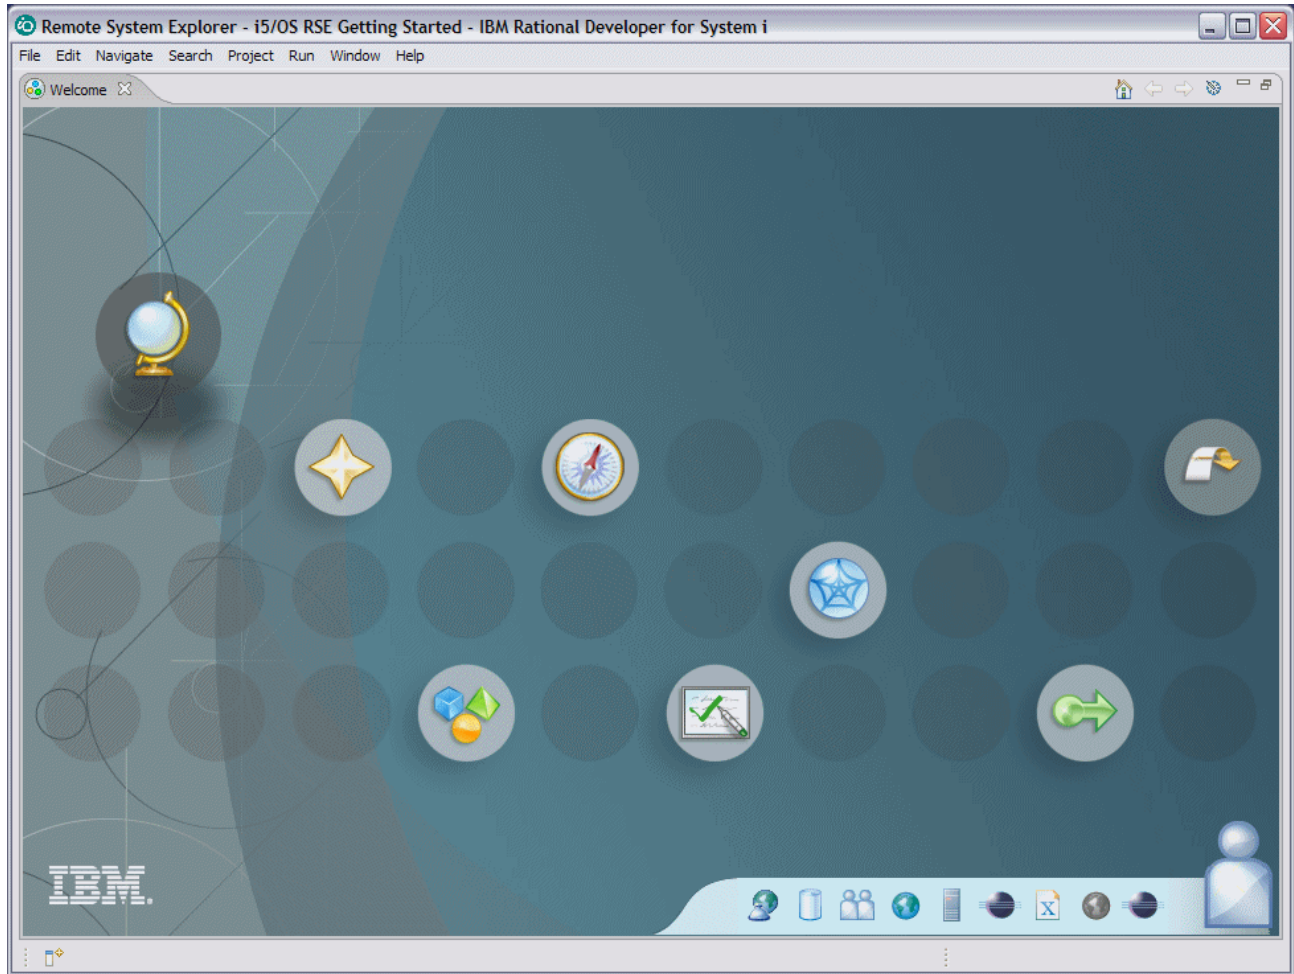 Remote System Explorer - i5/OS RSE Getting Started - IBM Rational Developer for System i
File Edit Navigate Search Project Run Window Help
Welcome
IBM.
X